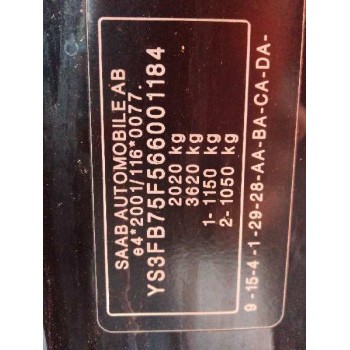 SAAB AUTOMOBILE AB
e4*2001/116*0077.
YS3FB75F566001184
2020 kg
3620 kg
1- 1150 kg
2- 1050 kg
9 -15-4 -1 -29-28-AA-BA-CA-DA-